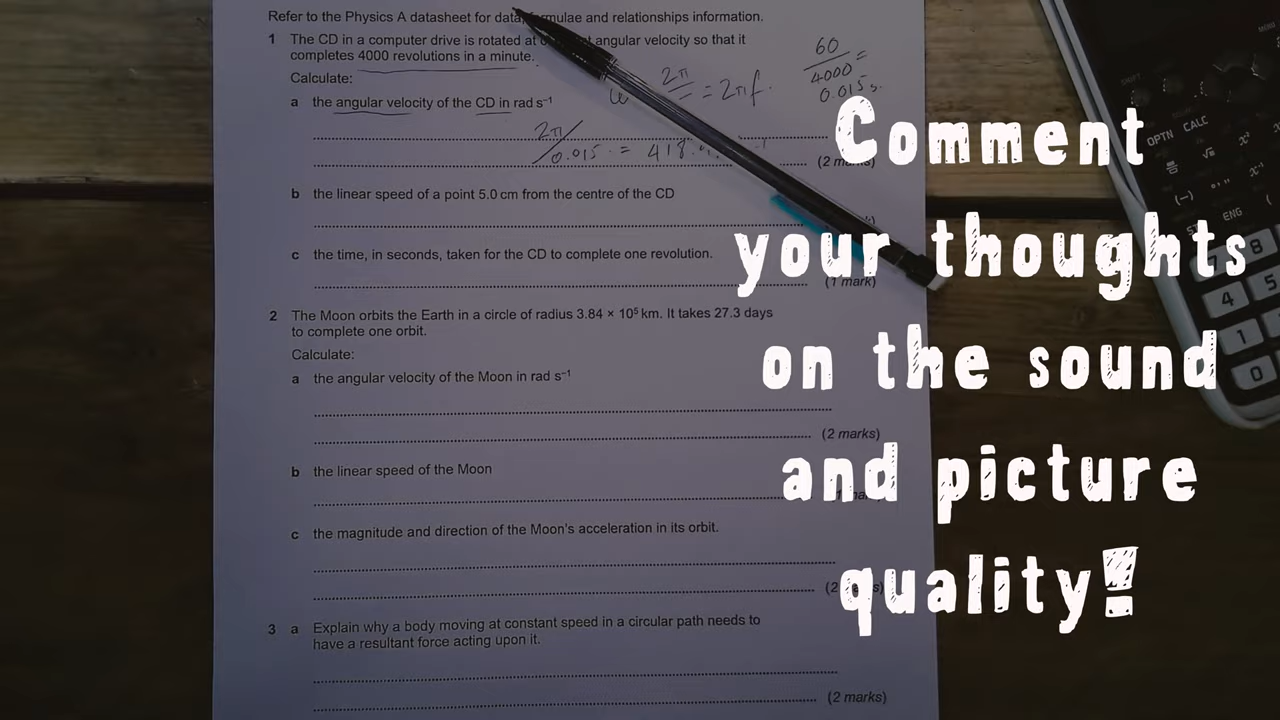 Refer to the Physics A datasheet for data, formulae and relationships information.
1 The CD in a computer drive is rotated at angular velocity so that it
completes 4000 revolutions in a minute.
Calculate:
a the angular velocity of the CD in rad s⁻¹
(2 marks)
b the linear speed of a point 5.0 cm from the centre of the CD
c the time, in seconds, taken for the CD to complete one revolution.
(1 mark)
2 The Moon orbits the Earth in a circle of radius 3.84 × 10⁵ km. It takes 27.3 days
to complete one orbit.
Calculate:
a the angular velocity of the Moon in rad s⁻¹
(2 marks)
b the linear speed of the Moon
c the magnitude and direction of the Moon's acceleration in its orbit.
3 a Explain why a body moving at constant speed in a circular path needs to
have a resultant force acting upon it.
(2 marks)
ω 2π = 2πf.
60
4000 =
0.015 s.
2π/
0.015 = 418.
Comment
your thoughts
on the sound
and picture
quality!
SHIFT
OPTN CALC
ENG
8
4 5
1
0